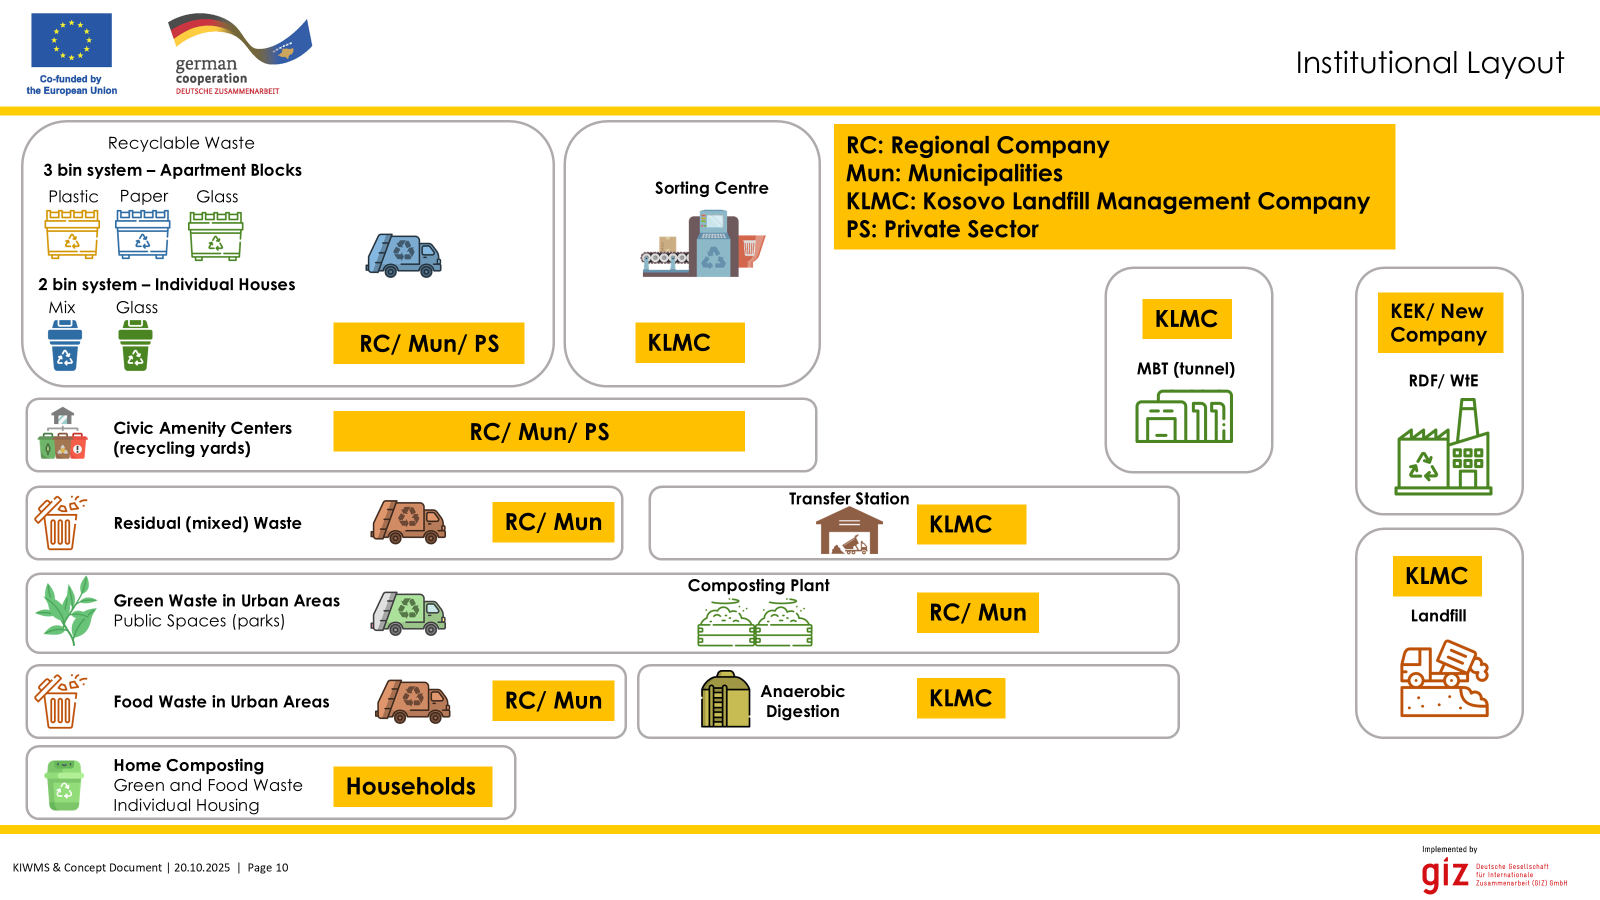 Co-funded by
the European Union
german
cooperation
DEUTSCHE ZUSAMMENARBEIT
Institutional Layout
Recyclable Waste
3 bin system – Apartment Blocks
Plastic Paper Glass
2 bin system – Individual Houses
Mix Glass
RC/ Mun/ PS
Sorting Centre
KLMC
RC: Regional Company
Mun: Municipalities
KLMC: Kosovo Landfill Management Company
PS: Private Sector
KLMC
MBT (tunnel)
KEK/ New
Company
RDF/ WtE
Civic Amenity Centers
(recycling yards)
RC/ Mun/ PS
Residual (mixed) Waste
RC/ Mun
Transfer Station
KLMC
Green Waste in Urban Areas
Public Spaces (parks)
Composting Plant
RC/ Mun
KLMC
Landfill
Food Waste in Urban Areas
RC/ Mun
Anaerobic
Digestion
KLMC
Home Composting
Green and Food Waste
Individual Housing
Households
KIWMS & Concept Document | 20.10.2025 | Page 10
Implemented by
giz
Deutsche Gesellschaft
für Internationale
Zusammenarbeit (GIZ) GmbH